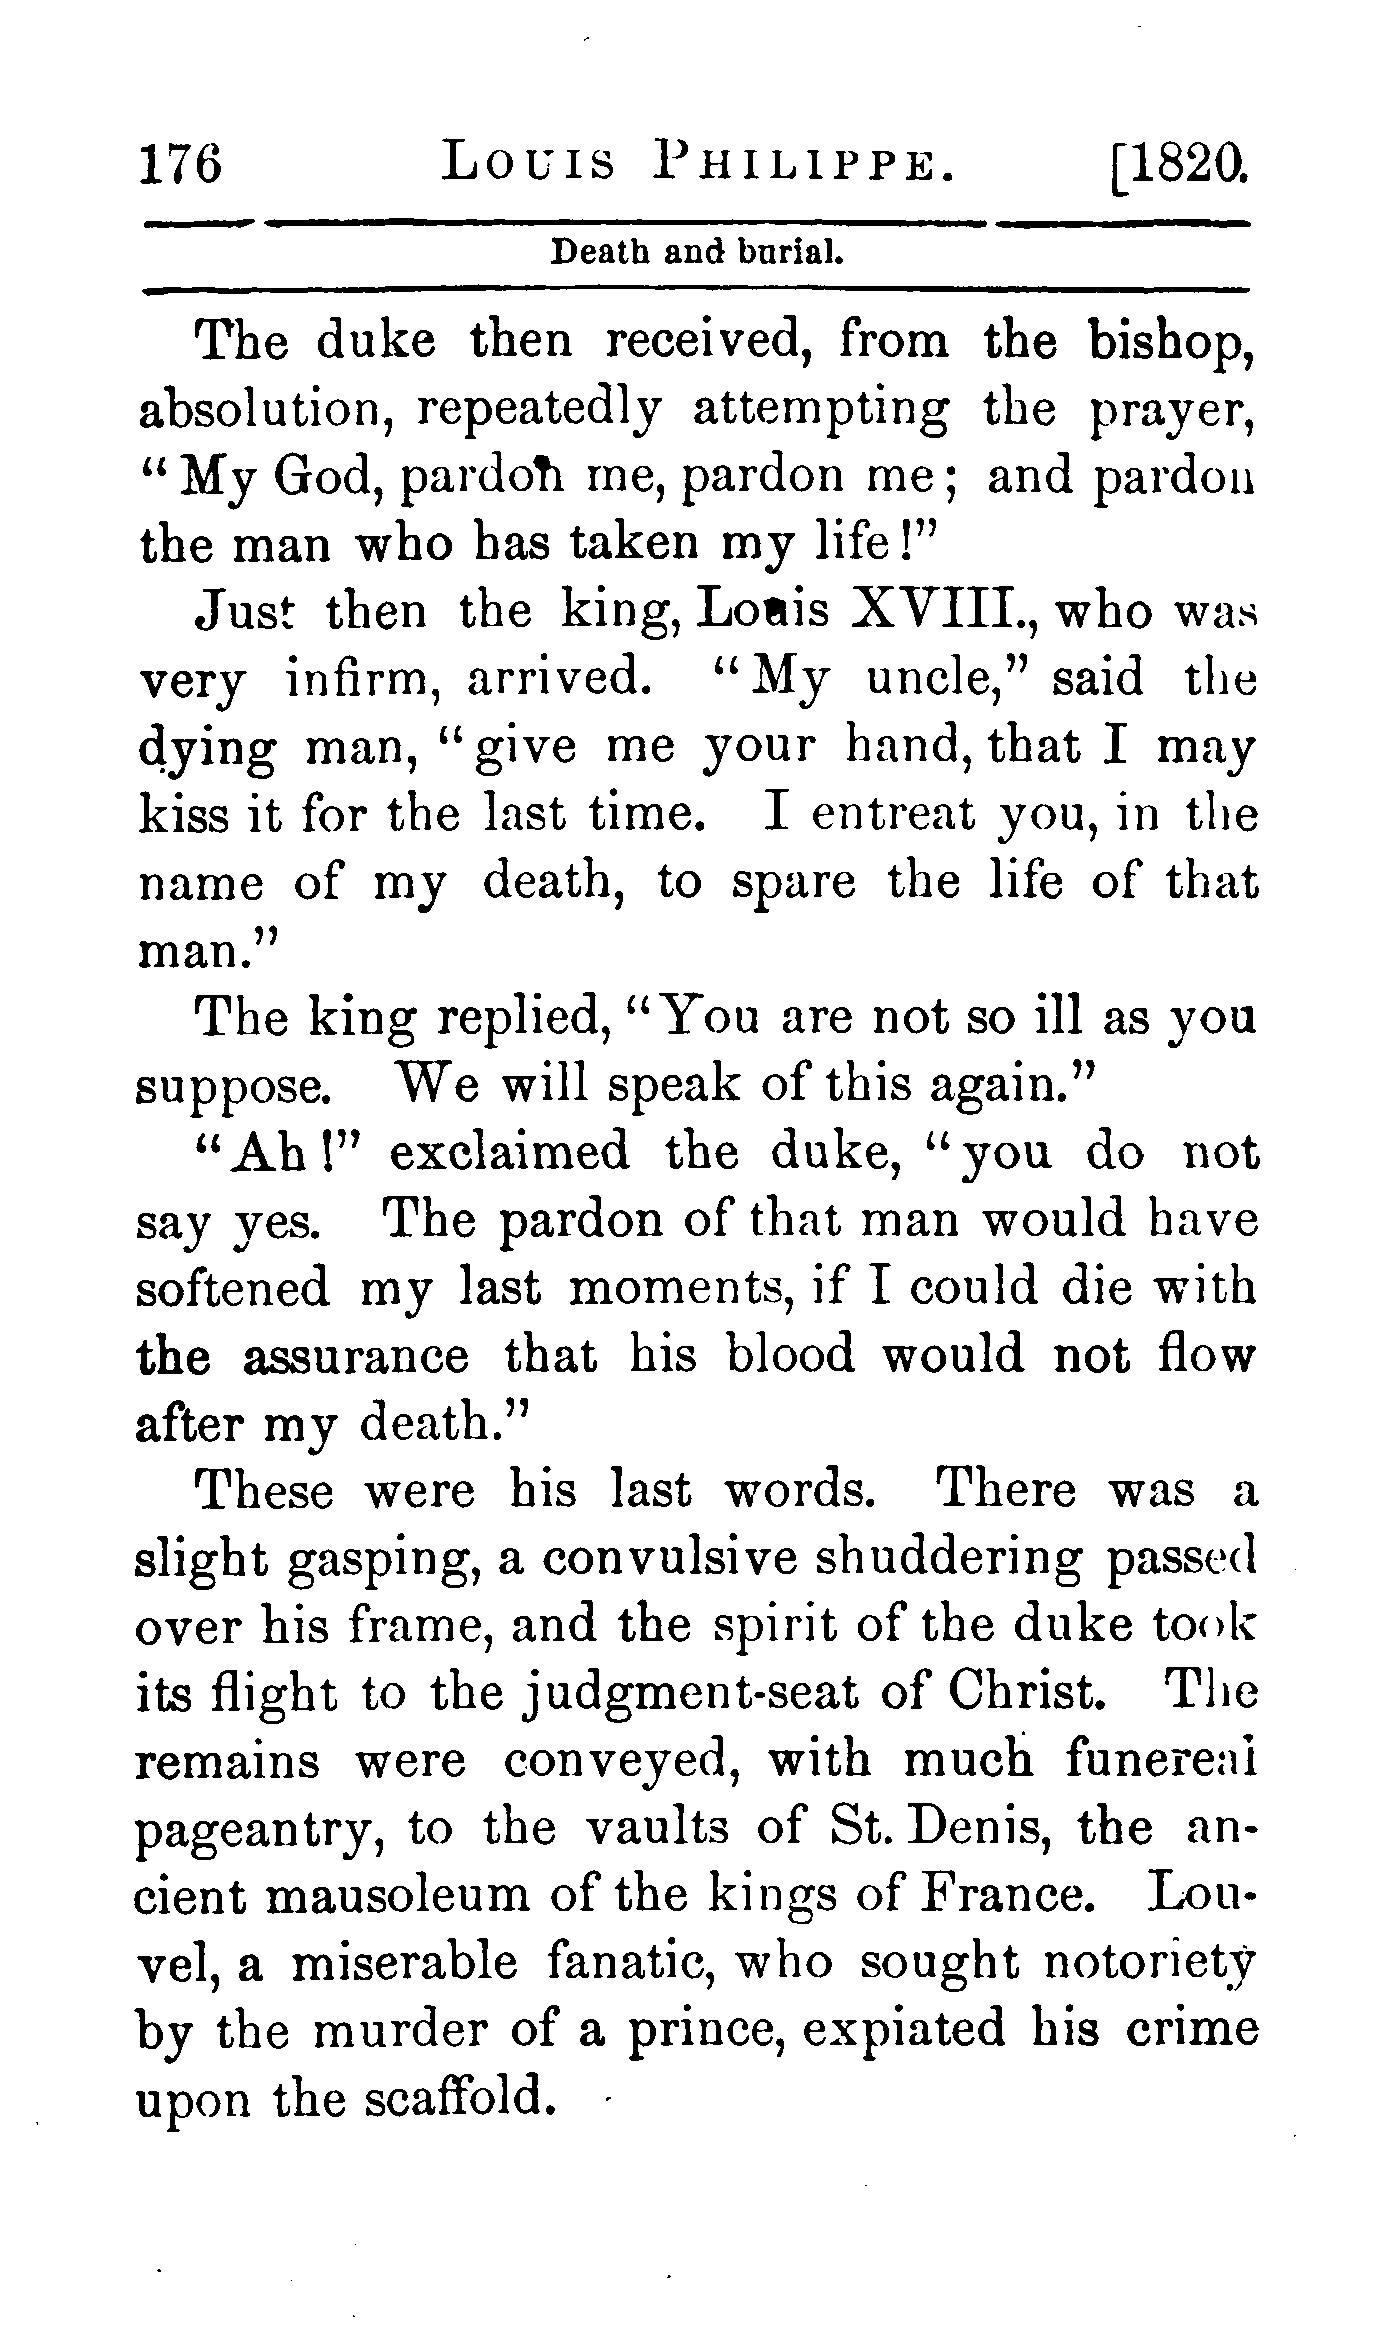 176 LOUIS PHILIPPE. [1820.
Death and burial.
The duke then received, from the bishop,
absolution, repeatedly attempting the prayer,
“My God, pardon me, pardon me; and pardon
the man who has taken my life!”
Just then the king, Louis XVIII., who was
very infirm, arrived. “My uncle,” said the
dying man, “give me your hand, that I may
kiss it for the last time. I entreat you, in the
name of my death, to spare the life of that
man.”
The king replied, “You are not so ill as you
suppose. We will speak of this again.”
“Ah!” exclaimed the duke, “you do not
say yes. The pardon of that man would have
softened my last moments, if I could die with
the assurance that his blood would not flow
after my death.”
These were his last words. There was a
slight gasping, a convulsive shuddering passed
over his frame, and the spirit of the duke took
its flight to the judgment-seat of Christ. The
remains were conveyed, with much funereal
pageantry, to the vaults of St. Denis, the an-
cient mausoleum of the kings of France. Lou-
vel, a miserable fanatic, who sought notoriety
by the murder of a prince, expiated his crime
upon the scaffold.